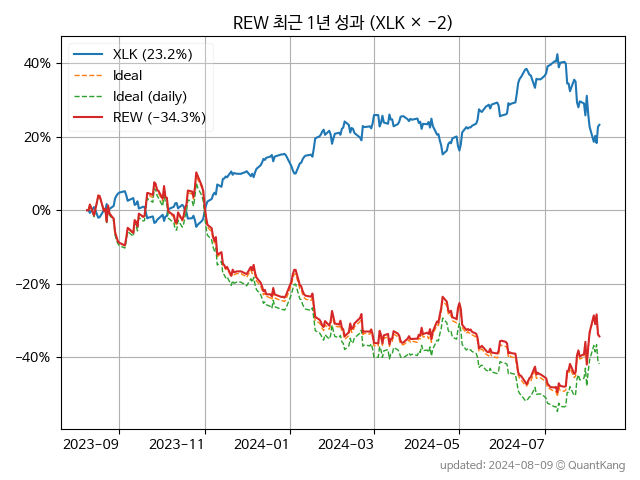 REW 최근 1년 성과 (XLK × −2)
XLK (23.2%)
Ideal
Ideal (daily)
REW (−34.3%)
40%
20%
0%
−20%
−40%
2023-09
2023-11
2024-01
2024-03
2024-05
2024-07
updated: 2024-08-09 © QuantKang